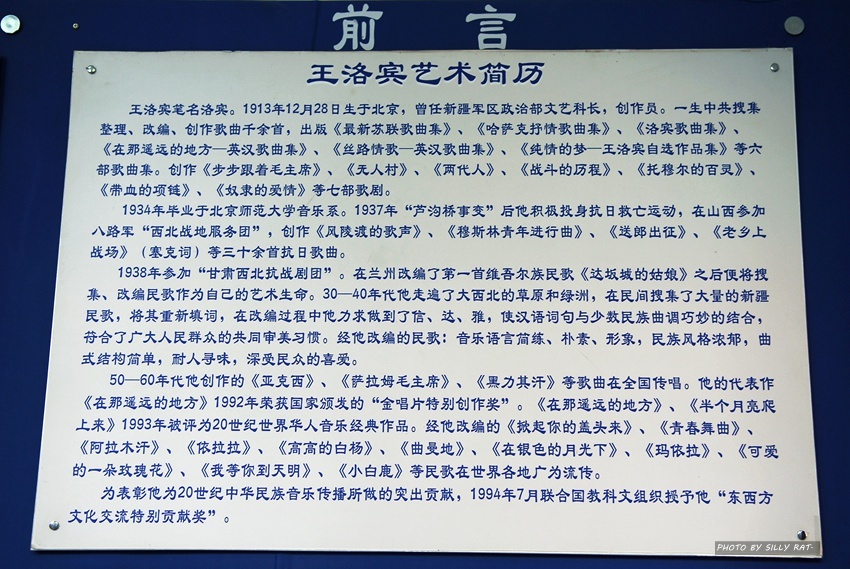 前言
王洛宾艺术简历
王洛宾笔名洛宾。1913年12月28日生于北京，曾任新疆军区政治部文艺科长，创作员。一生中共搜集
整理、改编、创作歌曲千余首，出版《最新苏联歌曲集》、《哈萨克抒情歌曲集》、《洛宾歌曲集》、
《在那遥远的地方—英汉歌曲集》、《丝路情歌—英汉歌曲集》、《纯情的梦—王洛宾自选作品集》等六
部歌曲集。创作《步步跟着毛主席》、《无人村》、《两代人》、《战斗的历程》、《托穆尔的百灵》、
《带血的项链》、《奴隶的爱情》等七部歌剧。
1934年毕业于北京师范大学音乐系。1937年“芦沟桥事变”后他积极投身抗日救亡运动，在山西参加
八路军“西北战地服务团”，创作《风陵渡的歌声》、《穆斯林青年进行曲》、《送郎出征》、《老乡上
战场》（塞克词）等三十余首抗日歌曲。
1938年参加“甘肃西北抗战剧团”。在兰州改编了第一首维吾尔族民歌《达坂城的姑娘》之后便将搜
集、改编民歌作为自己的艺术生命。30—40年代他走遍了大西北的草原和绿洲，在民间搜集了大量的新疆
民歌，将其重新填词，在改编过程中他力求做到了信、达、雅，使汉语词句与少数民族曲调巧妙的结合，
符合了广大人民群众的共同审美习惯。经他改编的民歌：音乐语言简练、朴素、形象，民族风格浓郁，曲
式结构简单，耐人寻味，深受民众的喜爱。
50—60年代他创作的《亚克西》、《萨拉姆毛主席》、《黑力其汗》等歌曲在全国传唱。他的代表作
《在那遥远的地方》1992年荣获国家颁发的“金唱片特别创作奖”。《在那遥远的地方》、《半个月亮爬
上来》1993年被评为20世纪世界华人音乐经典作品。经他改编的《掀起你的盖头来》、《青春舞曲》、
《阿拉木汗》、《依拉拉》、《高高的白杨》、《曲曼地》、《在银色的月光下》、《玛依拉》、《可爱
的一朵玫瑰花》、《我等你到天明》、《小白鹿》等民歌在世界各地广为流传。
为表彰他为20世纪中华民族音乐传播所做的突出贡献，1994年7月联合国教科文组织授予他“东西方
文化交流特别贡献奖”。
PHOTO BY SILLY RAT·